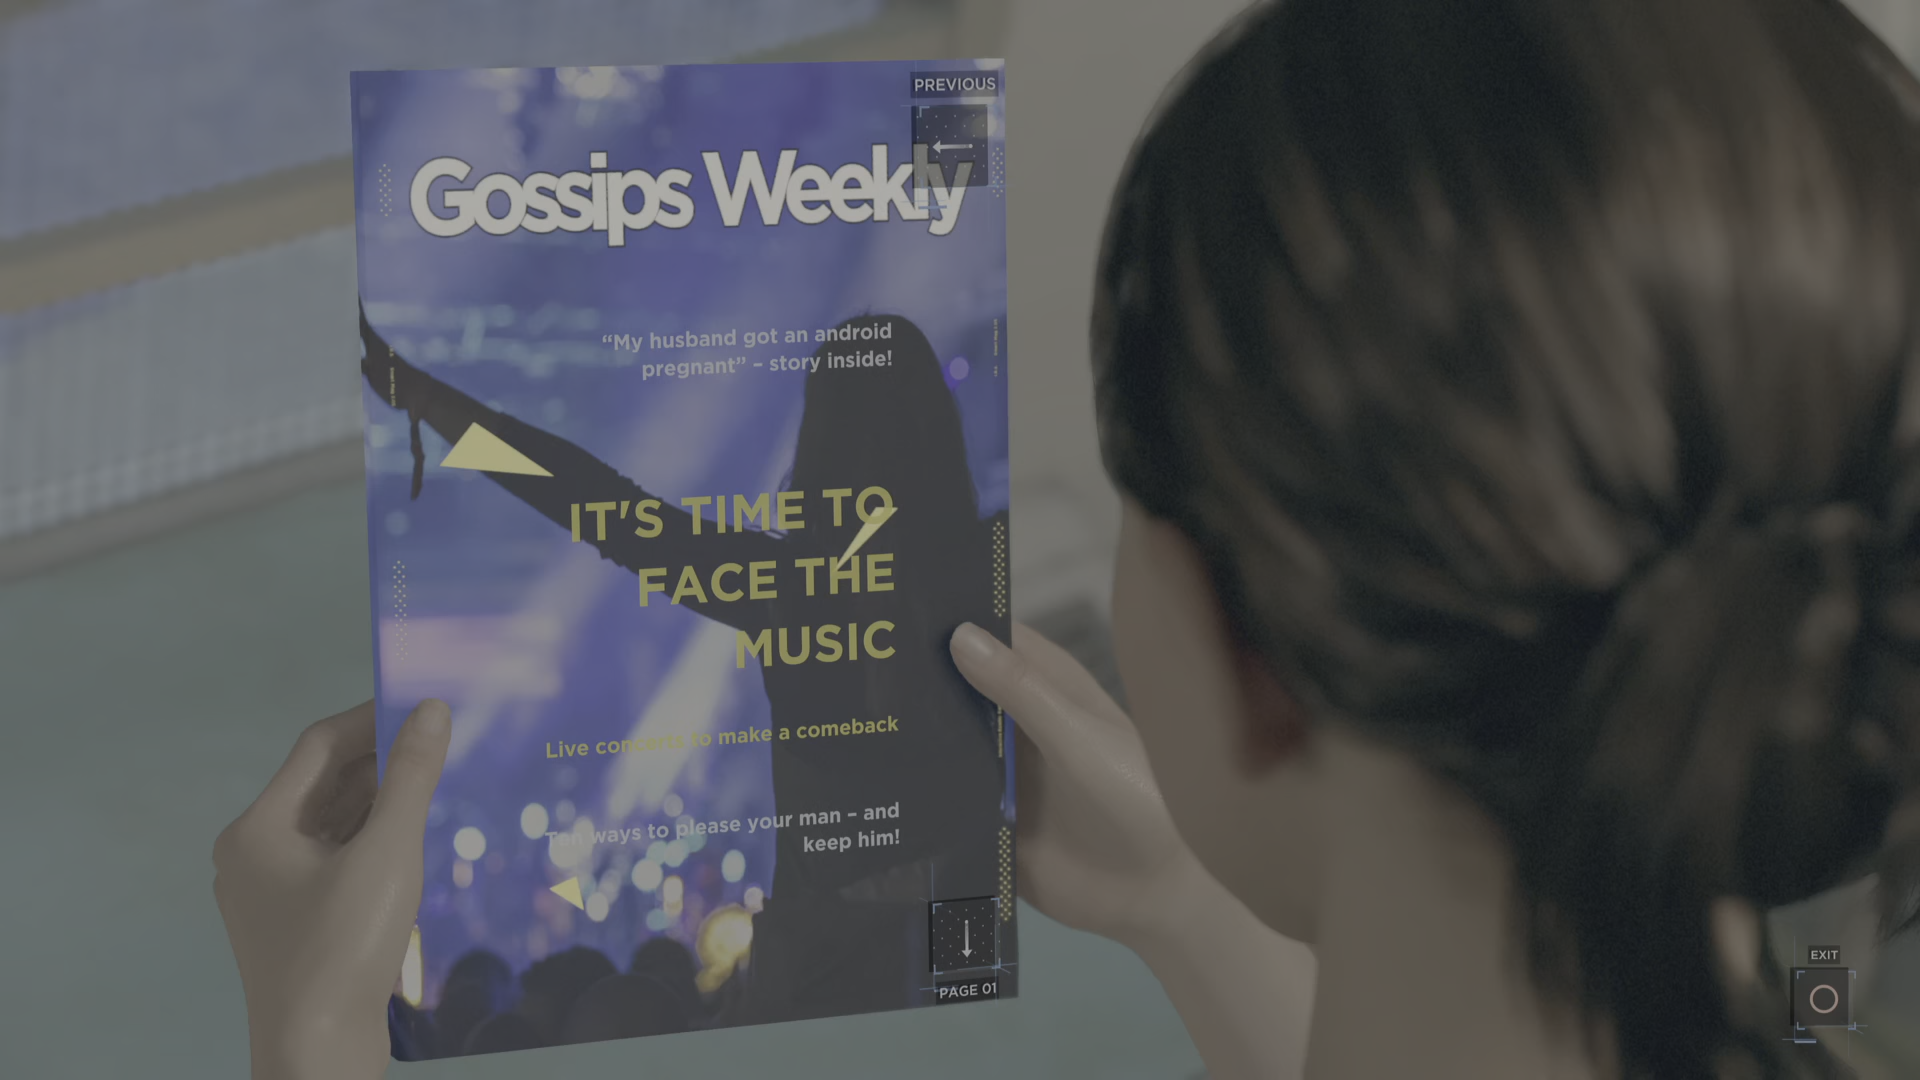 PREVIOUS
Gossips Weekly
“My husband got an android
pregnant” – story inside!
IT'S TIME TO
FACE THE
MUSIC
Live concerts to make a comeback
Ten ways to please your man – and
keep him!
PAGE 01
EXIT